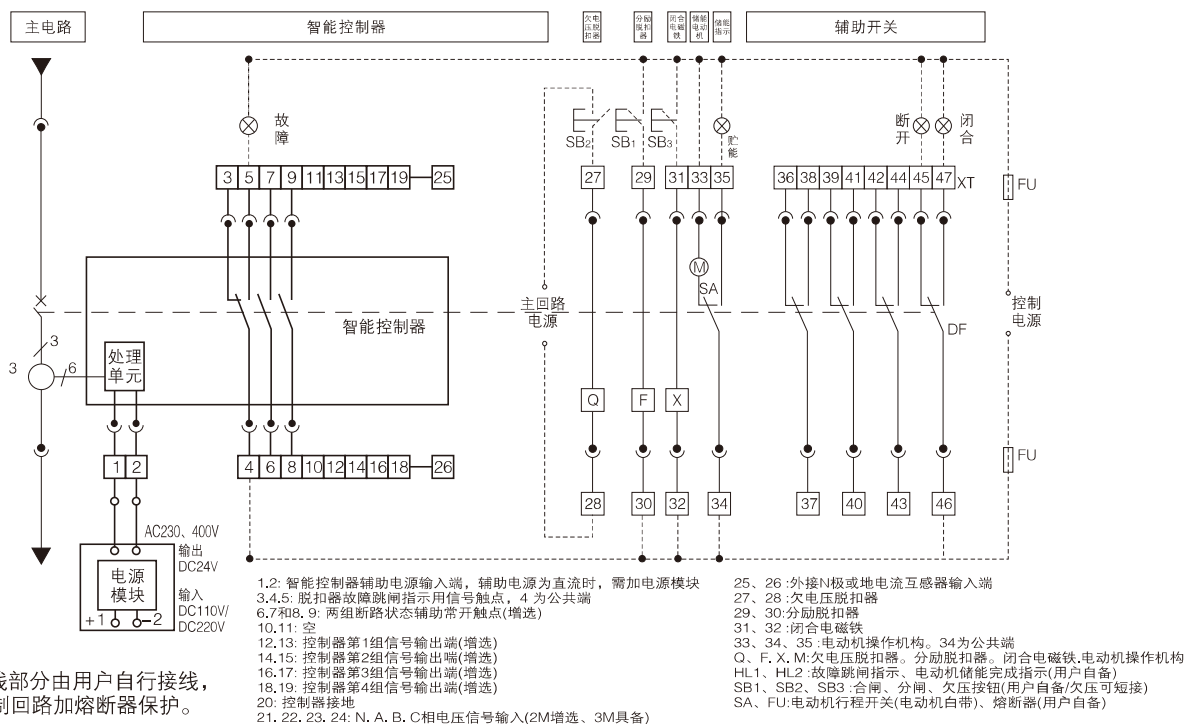 主电路
智能控制器
欠电压脱扣器
分励脱扣器
闭合电磁铁
储能电动机
储能指示
辅助开关
故障
SB₂
SB₁
SB₃
贮能
断开
闭合
3 5 7 9 11 13 15 17 19 25
27 29 31 33 35
36 38 39 41 42 44 45 47 XT
FU
M
SA
主回路电源
控制电源
智能控制器
DF
3
3
6
处理单元
Q F X
1 2
4 6 8 10 12 14 16 18 26
FU
28 30 32 34
37 40 43 46
AC230、400V
输出
DC24V
电源模块
输入
DC110V/
DC220V
+1 -2
1.2: 智能控制器辅助电源输入端，辅助电源为直流时，需加电源模块
3.4.5: 脱扣器故障跳闸指示用信号触点，4 为公共端
6.7和8. 9: 两组断路状态辅助常开触点(增选)
10.11: 空
12.13: 控制器第1组信号输出端(增选)
14.15: 控制器第2组信号输出喘(增选)
16.17: 控制器第3组信号输出端(增选)
18.19: 控制器第4组信号输出端(增选)
20: 控制器接地
21. 22. 23. 24: N. A. B. C相电压信号输入(2M增选、3M具备)
25、26 :外接N极或地电流互感器输入端
27、28 :欠电压脱扣器
29、30:分励脱扣器
31、32 :闭合电磁铁
33、34、35 :电动机操作机构。34为公共端
Q、F. X. M:欠电压脱扣器。分励脱扣器。闭合电磁铁.电动机操作机构
HL1、HL2 :故障跳闸指示、电动机储能完成指示(用户自备)
SB1、SB2、SB3 :合闸、分闸、欠压按钮(用户自备/欠压可短接)
SA、FU:电动机行程开关(电动机自带)、熔断器(用户自备)
线部分由用户自行接线，
制回路加熔断器保护。